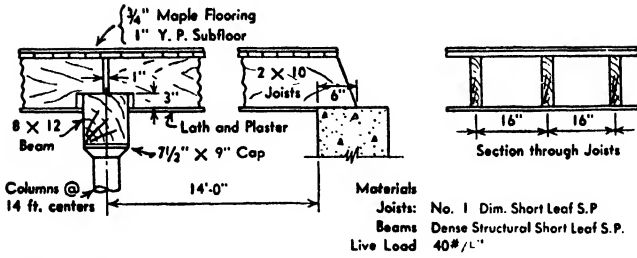 3/4" Maple Flooring
1" Y. P. Subfloor
1"
2 × 10
Joists
6"
3"
8 × 12
Beam
Lath and Plaster
7 1/2" × 9" Cap
16"
16"
Section through Joists
Columns @
14 ft. centers
14'-0"
Materials
Joists: No. 1 Dim. Short Leaf S.P
Beams Dense Structural Short Leaf S.P.
Live Load 40#/